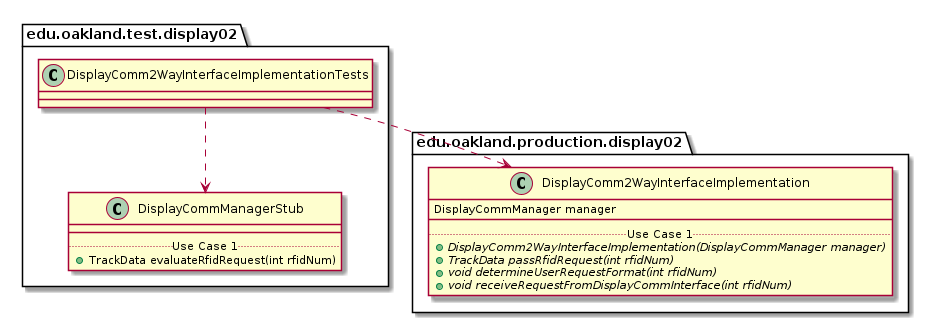 edu.oakland.test.display02
C DisplayComm2WayInterfaceImplementationTests
C DisplayCommManagerStub
Use Case 1
TrackData evaluateRfidRequest(int rfidNum)
edu.oakland.production.display02
C DisplayComm2WayInterfaceImplementation
DisplayCommManager manager
Use Case 1
DisplayComm2WayInterfaceImplementation(DisplayCommManager manager)
TrackData passRfidRequest(int rfidNum)
void determineUserRequestFormat(int rfidNum)
void receiveRequestFromDisplayCommInterface(int rfidNum)